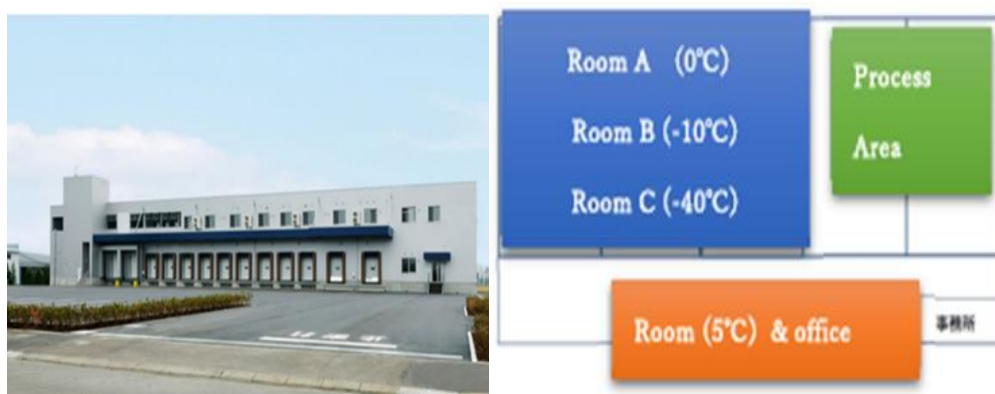 Room A (0℃)
Room B (-10℃)
Room C (-40℃)
Process
Area
Room (5℃) & office
事務所